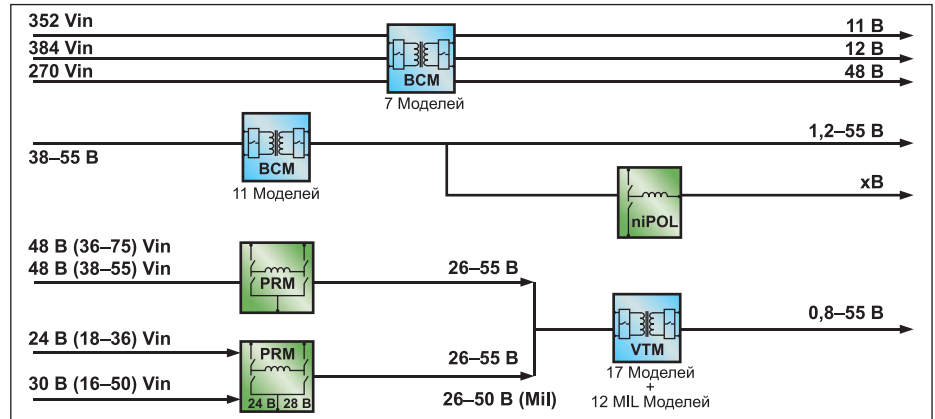 352 Vin
11 В
384 Vin
12 В
270 Vin
48 В
BCM
7 Моделей
38–55 В
BCM
11 Моделей
1,2–55 В
хВ
niPOL
48 В (36–75) Vin
48 В (38–55) Vin
PRM
26–55 В
24 В (18–36) Vin
PRM
26–55 В
30 В (16–50) Vin
24 В 28 В
26–50 В (Mil)
0,8–55 В
VTM
17 Моделей
+
12 MIL Моделей